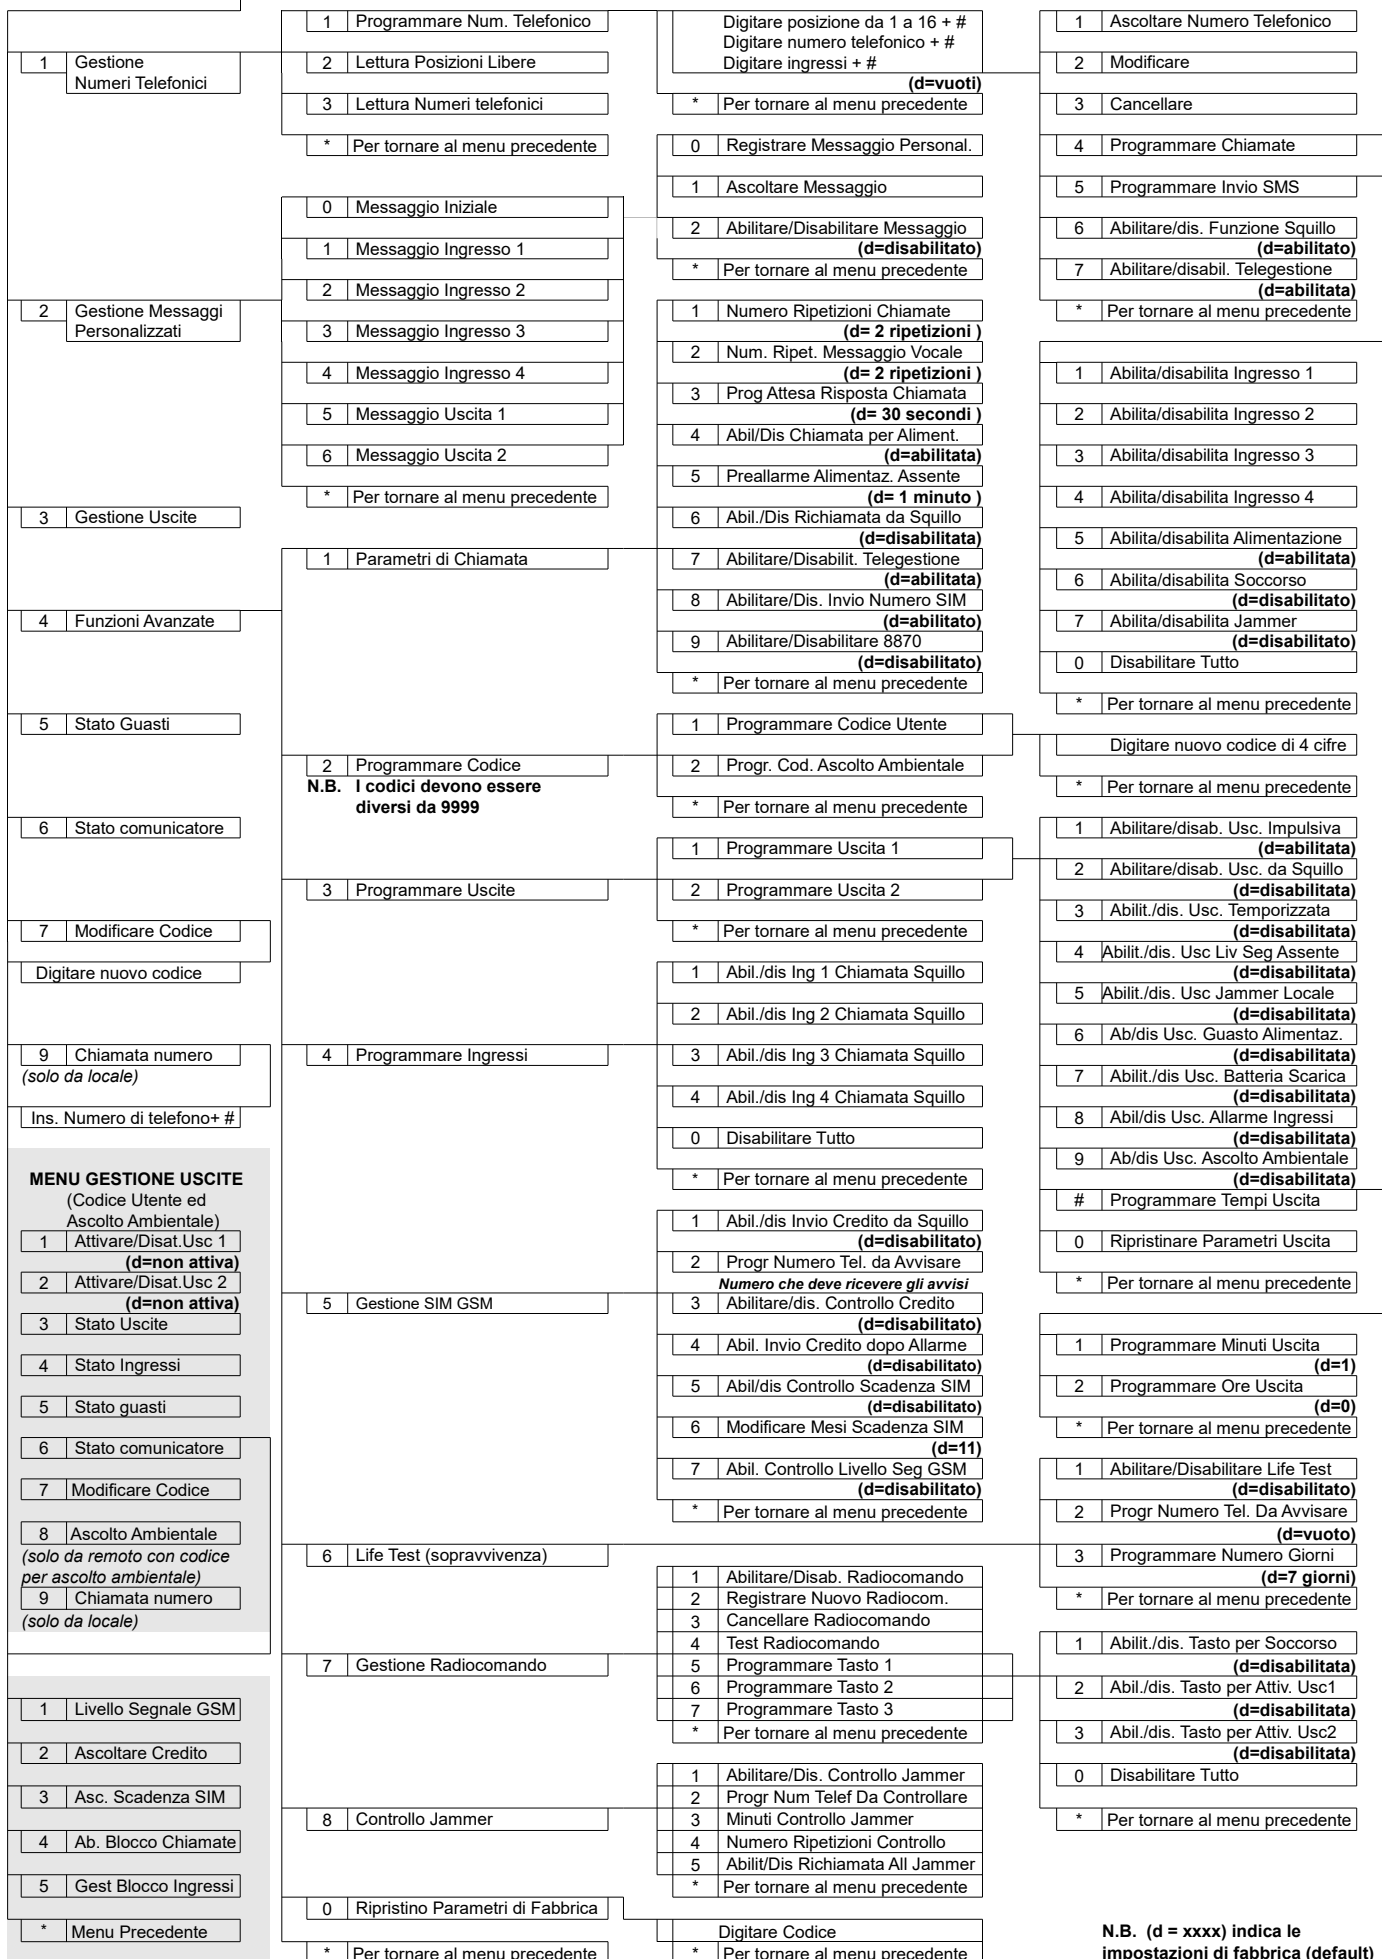 1 Gestione
Numeri Telefonici
2 Gestione Messaggi
Personalizzati
3 Gestione Uscite
4 Funzioni Avanzate
5 Stato Guasti
6 Stato comunicatore
7 Modificare Codice
Digitare nuovo codice
9 Chiamata numero
(solo da locale)
Ins. Numero di telefono+ #
MENU GESTIONE USCITE
(Codice Utente ed
Ascolto Ambientale)
1 Attivare/Disat.Usc 1
(d=non attiva)
2 Attivare/Disat.Usc 2
(d=non attiva)
3 Stato Uscite
4 Stato Ingressi
5 Stato guasti
6 Stato comunicatore
7 Modificare Codice
8 Ascolto Ambientale
(solo da remoto con codice
per ascolto ambientale)
9 Chiamata numero
(solo da locale)
1 Livello Segnale GSM
2 Ascoltare Credito
3 Asc. Scadenza SIM
4 Ab. Blocco Chiamate
5 Gest Blocco Ingressi
* Menu Precedente
1 Programmare Num. Telefonico
2 Lettura Posizioni Libere
3 Lettura Numeri telefonici
* Per tornare al menu precedente
0 Messaggio Iniziale
1 Messaggio Ingresso 1
2 Messaggio Ingresso 2
3 Messaggio Ingresso 3
4 Messaggio Ingresso 4
5 Messaggio Uscita 1
6 Messaggio Uscita 2
* Per tornare al menu precedente
1 Parametri di Chiamata
2 Programmare Codice
N.B. I codici devono essere
diversi da 9999
3 Programmare Uscite
4 Programmare Ingressi
5 Gestione SIM GSM
6 Life Test (sopravvivenza)
7 Gestione Radiocomando
8 Controllo Jammer
0 Ripristino Parametri di Fabbrica
* Per tornare al menu precedente
Digitare posizione da 1 a 16 + #
Digitare numero telefonico + #
Digitare ingressi + #
(d=vuoti)
* Per tornare al menu precedente
0 Registrare Messaggio Personal.
1 Ascoltare Messaggio
2 Abilitare/Disabilitare Messaggio
(d=disabilitato)
* Per tornare al menu precedente
1 Numero Ripetizioni Chiamate
(d= 2 ripetizioni )
2 Num. Ripet. Messaggio Vocale
(d= 2 ripetizioni )
3 Prog Attesa Risposta Chiamata
(d= 30 secondi )
4 Abil/Dis Chiamata per Aliment.
(d=abilitata)
5 Preallarme Alimentaz. Assente
(d= 1 minuto )
6 Abil./Dis Richiamata da Squillo
(d=disabilitata)
7 Abilitare/Disabilit. Telegestione
(d=abilitata)
8 Abilitare/Dis. Invio Numero SIM
(d=abilitato)
9 Abilitare/Disabilitare 8870
(d=disabilitato)
* Per tornare al menu precedente
1 Programmare Codice Utente
2 Progr. Cod. Ascolto Ambientale
* Per tornare al menu precedente
1 Programmare Uscita 1
2 Programmare Uscita 2
* Per tornare al menu precedente
1 Abil./dis Ing 1 Chiamata Squillo
2 Abil./dis Ing 2 Chiamata Squillo
3 Abil./dis Ing 3 Chiamata Squillo
4 Abil./dis Ing 4 Chiamata Squillo
0 Disabilitare Tutto
* Per tornare al menu precedente
1 Abil./dis Invio Credito da Squillo
(d=disabilitato)
2 Progr Numero Tel. da Avvisare
Numero che deve ricevere gli avvisi
3 Abilitare/dis. Controllo Credito
(d=disabilitato)
4 Abil. Invio Credito dopo Allarme
(d=disabilitato)
5 Abil/dis Controllo Scadenza SIM
(d=disabilitato)
6 Modificare Mesi Scadenza SIM
(d=11)
7 Abil. Controllo Livello Seg GSM
(d=disabilitato)
* Per tornare al menu precedente
1 Abilitare/Disab. Radiocomando
2 Registrare Nuovo Radiocom.
3 Cancellare Radiocomando
4 Test Radiocomando
5 Programmare Tasto 1
6 Programmare Tasto 2
7 Programmare Tasto 3
* Per tornare al menu precedente
1 Abilitare/Dis. Controllo Jammer
2 Progr Num Telef Da Controllare
3 Minuti Controllo Jammer
4 Numero Ripetizioni Controllo
5 Abilit/Dis Richiamata All Jammer
* Per tornare al menu precedente
Digitare Codice
* Per tornare al menu precedente
1 Ascoltare Numero Telefonico
2 Modificare
3 Cancellare
4 Programmare Chiamate
5 Programmare Invio SMS
6 Abilitare/dis. Funzione Squillo
(d=abilitato)
7 Abilitare/disabil. Telegestione
(d=abilitata)
* Per tornare al menu precedente
1 Abilita/disabilita Ingresso 1
2 Abilita/disabilita Ingresso 2
3 Abilita/disabilita Ingresso 3
4 Abilita/disabilita Ingresso 4
5 Abilita/disabilita Alimentazione
(d=abilitata)
6 Abilita/disabilita Soccorso
(d=disabilitato)
7 Abilita/disabilita Jammer
(d=disabilitato)
0 Disabilitare Tutto
* Per tornare al menu precedente
Digitare nuovo codice di 4 cifre
* Per tornare al menu precedente
1 Abilitare/disab. Usc. Impulsiva
(d=abilitata)
2 Abilitare/disab. Usc. da Squillo
(d=disabilitata)
3 Abilit./dis. Usc. Temporizzata
(d=disabilitata)
4 Abilit./dis. Usc Liv Seg Assente
(d=disabilitata)
5 Abilit./dis. Usc Jammer Locale
(d=disabilitata)
6 Ab/dis Usc. Guasto Alimentaz.
(d=disabilitata)
7 Abilit./dis Usc. Batteria Scarica
(d=disabilitata)
8 Abil/dis Usc. Allarme Ingressi
(d=disabilitata)
9 Ab/dis Usc. Ascolto Ambientale
(d=disabilitata)
# Programmare Tempi Uscita
0 Ripristinare Parametri Uscita
* Per tornare al menu precedente
1 Programmare Minuti Uscita
(d=1)
2 Programmare Ore Uscita
(d=0)
* Per tornare al menu precedente
1 Abilitare/Disabilitare Life Test
(d=disabilitato)
2 Progr Numero Tel. Da Avvisare
(d=vuoto)
3 Programmare Numero Giorni
(d=7 giorni)
* Per tornare al menu precedente
1 Abilit./dis. Tasto per Soccorso
(d=disabilitata)
2 Abil./dis. Tasto per Attiv. Usc1
(d=disabilitata)
3 Abil./dis. Tasto per Attiv. Usc2
(d=disabilitata)
0 Disabilitare Tutto
* Per tornare al menu precedente
N.B. (d = xxxx) indica le
impostazioni di fabbrica (default)